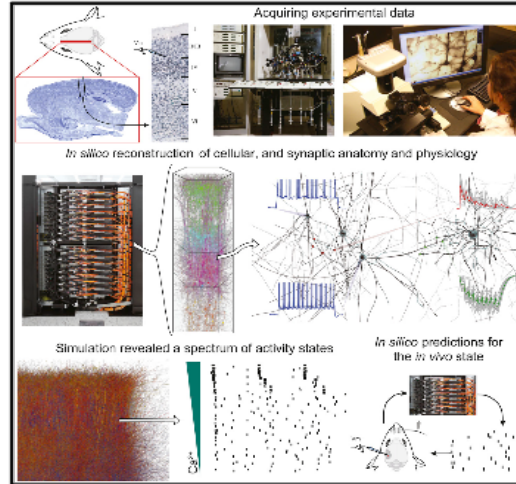 Acquiring experimental data
In silico reconstruction of cellular, and synaptic anatomy and physiology
Simulation revealed a spectrum of activity states
In silico predictions for
the in vivo state
Ca²⁺